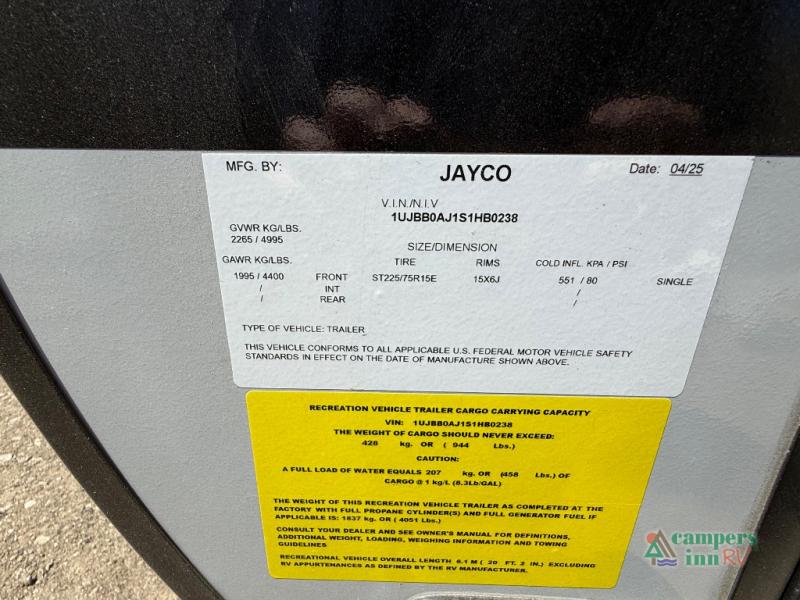 MFG. BY: JAYCO Date: 04/25
V.I.N./N.I.V
1UJBB0AJ1S1HB0238
GVWR KG/LBS.
2265 / 4995
SIZE/DIMENSION
GAWR KG/LBS. TIRE RIMS COLD INFL. KPA / PSI
1995 / 4400 FRONT ST225/75R15E 15X6J 551 / 80 SINGLE
/ INT /
/ REAR /
TYPE OF VEHICLE: TRAILER
THIS VEHICLE CONFORMS TO ALL APPLICABLE U.S. FEDERAL MOTOR VEHICLE SAFETY
STANDARDS IN EFFECT ON THE DATE OF MANUFACTURE SHOWN ABOVE.
RECREATION VEHICLE TRAILER CARGO CARRYING CAPACITY
VIN: 1UJBB0AJ1S1HB0238
THE WEIGHT OF CARGO SHOULD NEVER EXCEED:
428 kg. OR ( 944 Lbs.)
CAUTION:
A FULL LOAD OF WATER EQUALS 207 kg. OR (458 Lbs.) OF
CARGO @ 1 kg/L (8.3Lb/GAL)
THE WEIGHT OF THIS RECREATION VEHICLE TRAILER AS COMPLETED AT THE
FACTORY WITH FULL PROPANE CYLINDER(S) AND FULL GENERATOR FUEL IF
APPLICABLE IS: 1837 kg. OR ( 4051 Lbs.)
CONSULT YOUR DEALER AND SEE OWNER'S MANUAL FOR DEFINITIONS,
ADDITIONAL WEIGHT, LOADING, WEIGHING INFORMATION AND TOWING
GUIDELINES
RECREATIONAL VEHICLE OVERALL LENGTH 6.1 M ( 20 FT. 2 IN.) EXCLUDING
RV APPURTENANCES AS DEFINED BY THE RV MANUFACTURER.
campers
inn RV